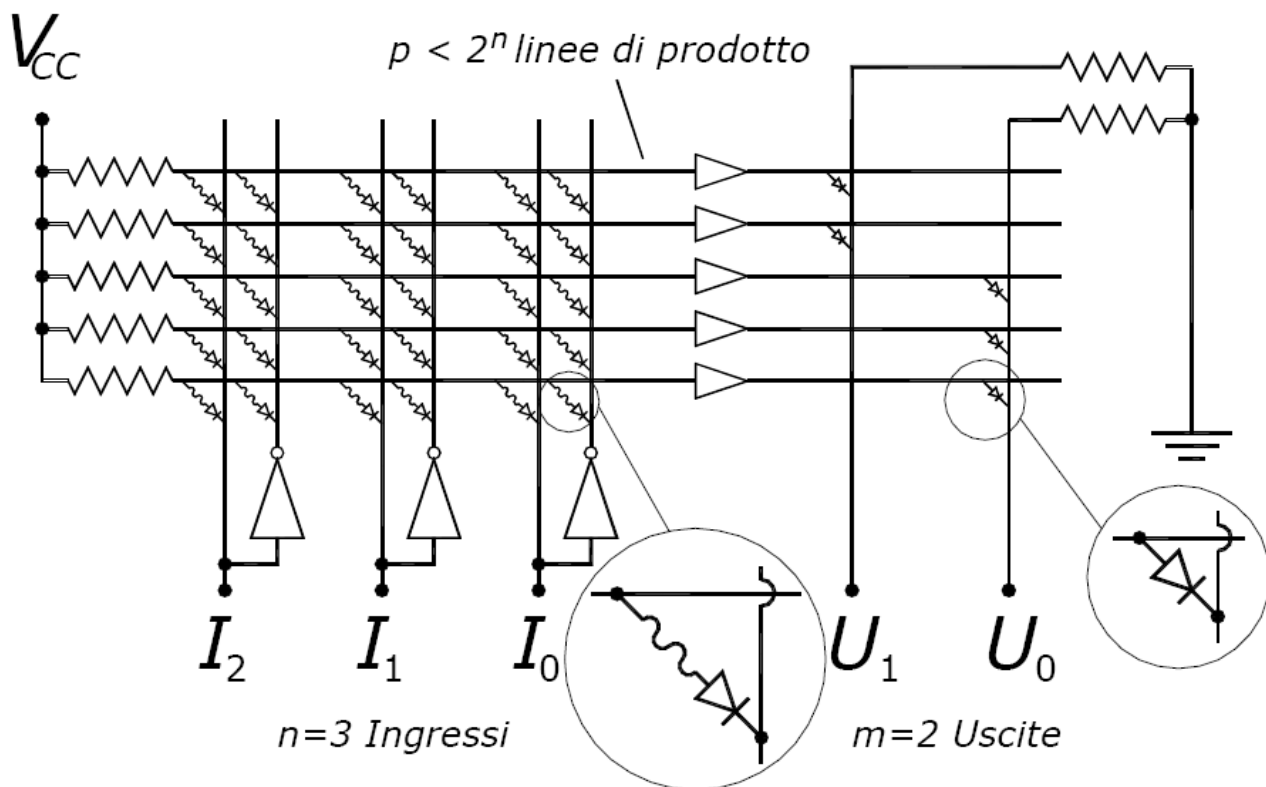 V_CC
p < 2^n linee di prodotto
I_2 I_1 I_0 U_1 U_0
n=3 Ingressi m=2 Uscite